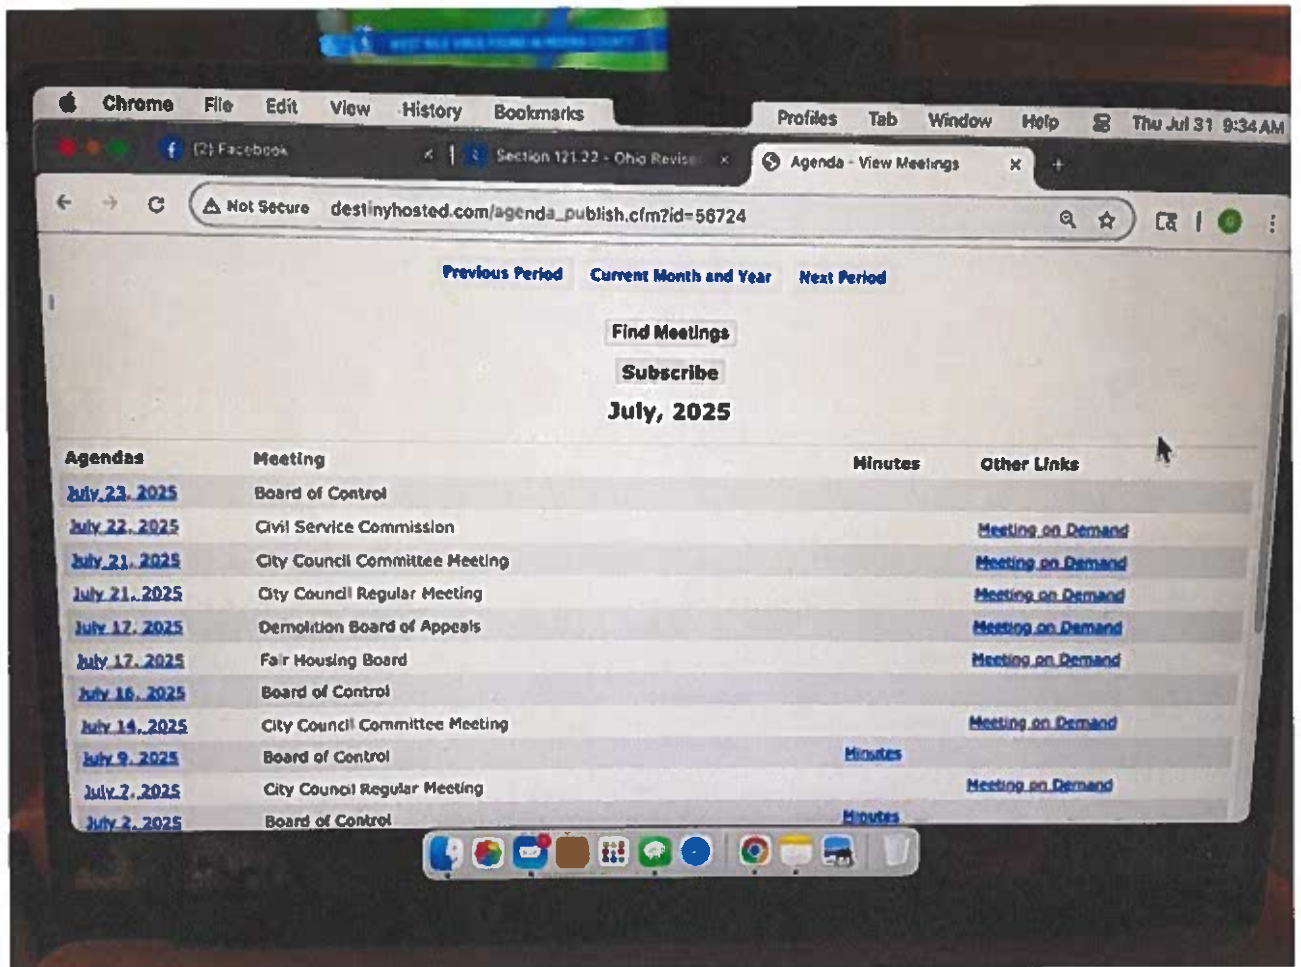 WEST NILE VIRUS FOUND IN MEDINA COUNTY
Chrome File Edit View History Bookmarks Profiles Tab Window Help Thu Jul 31 9:34 AM
(2) Facebook × Section 121.22 - Ohio Revise × Agenda - View Meetings × +
Not Secure destinyhosted.com/agenda_publish.cfm?id=56724
Previous Period Current Month and Year Next Period
Find Meetings
Subscribe
July, 2025
Agendas Meeting Minutes Other Links
July 23, 2025 Board of Control
July 22, 2025 Civil Service Commission Meeting on Demand
July 21, 2025 City Council Committee Meeting Meeting on Demand
July 21, 2025 City Council Regular Meeting Meeting on Demand
July 17, 2025 Demolition Board of Appeals Meeting on Demand
July 17, 2025 Fair Housing Board Meeting on Demand
July 16, 2025 Board of Control
July 14, 2025 City Council Committee Meeting Meeting on Demand
July 9, 2025 Board of Control Minutes
July 7, 2025 City Council Regular Meeting Meeting on Demand
July 2, 2025 Board of Control Minutes